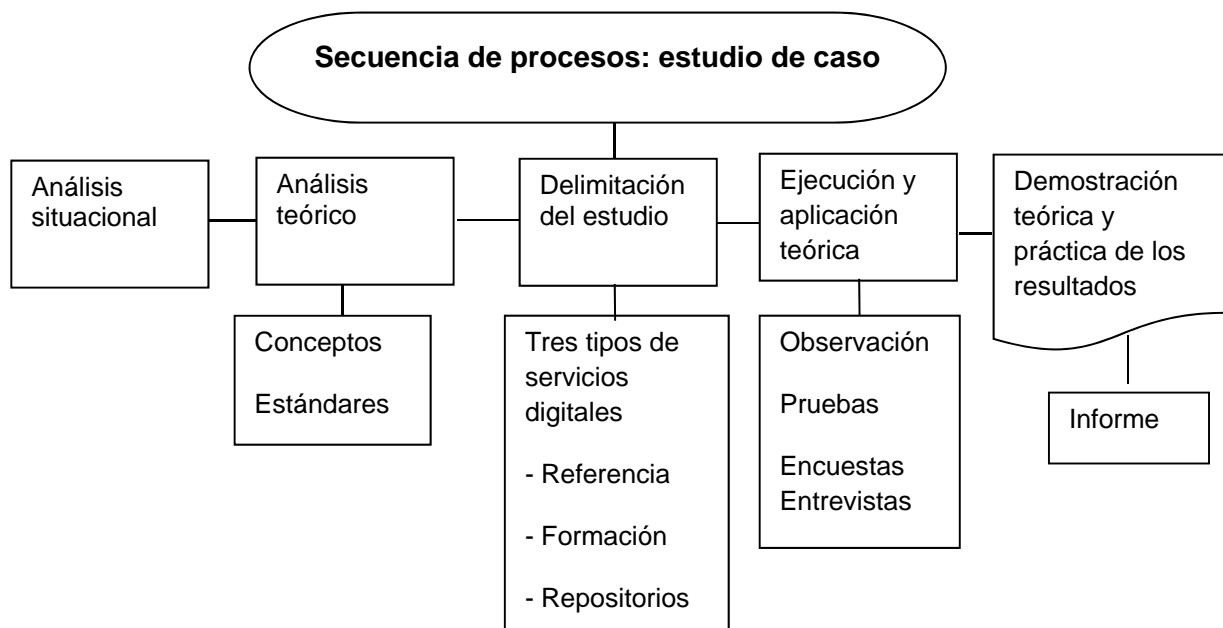 Secuencia de procesos: estudio de caso
Análisis
situacional
Análisis
teórico
Delimitación
del estudio
Ejecución y
aplicación
teórica
Demostración
teórica y
práctica de los
resultados
Conceptos
Estándares
Tres tipos de
servicios
digitales
- Referencia
- Formación
- Repositorios
Observación
Pruebas
Encuestas
Entrevistas
Informe